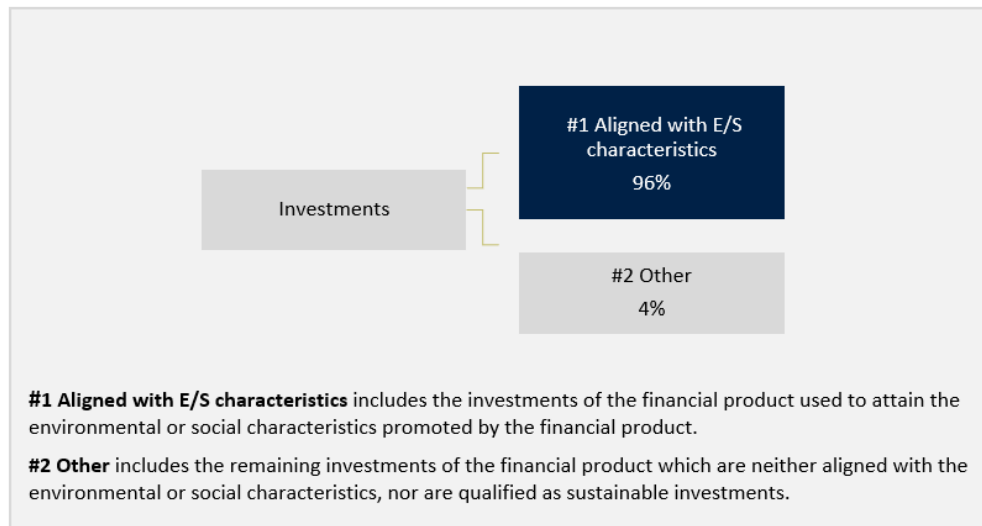 #1 Aligned with E/S
characteristics
96%
Investments
#2 Other
4%
#1 Aligned with E/S characteristics includes the investments of the financial product used to attain the
environmental or social characteristics promoted by the financial product.
#2 Other includes the remaining investments of the financial product which are neither aligned with the
environmental or social characteristics, nor are qualified as sustainable investments.